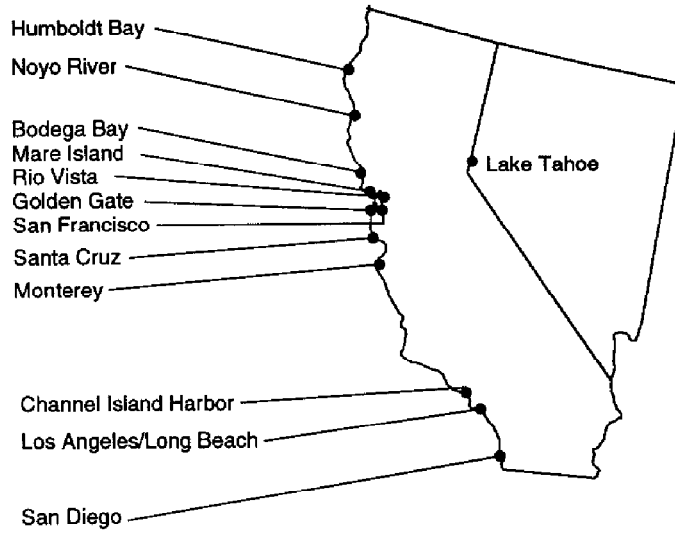 Humboldt Bay
Noyo River
Bodega Bay
Mare Island
Rio Vista
Golden Gate
San Francisco
Santa Cruz
Monterey
Lake Tahoe
Channel Island Harbor
Los Angeles/Long Beach
San Diego